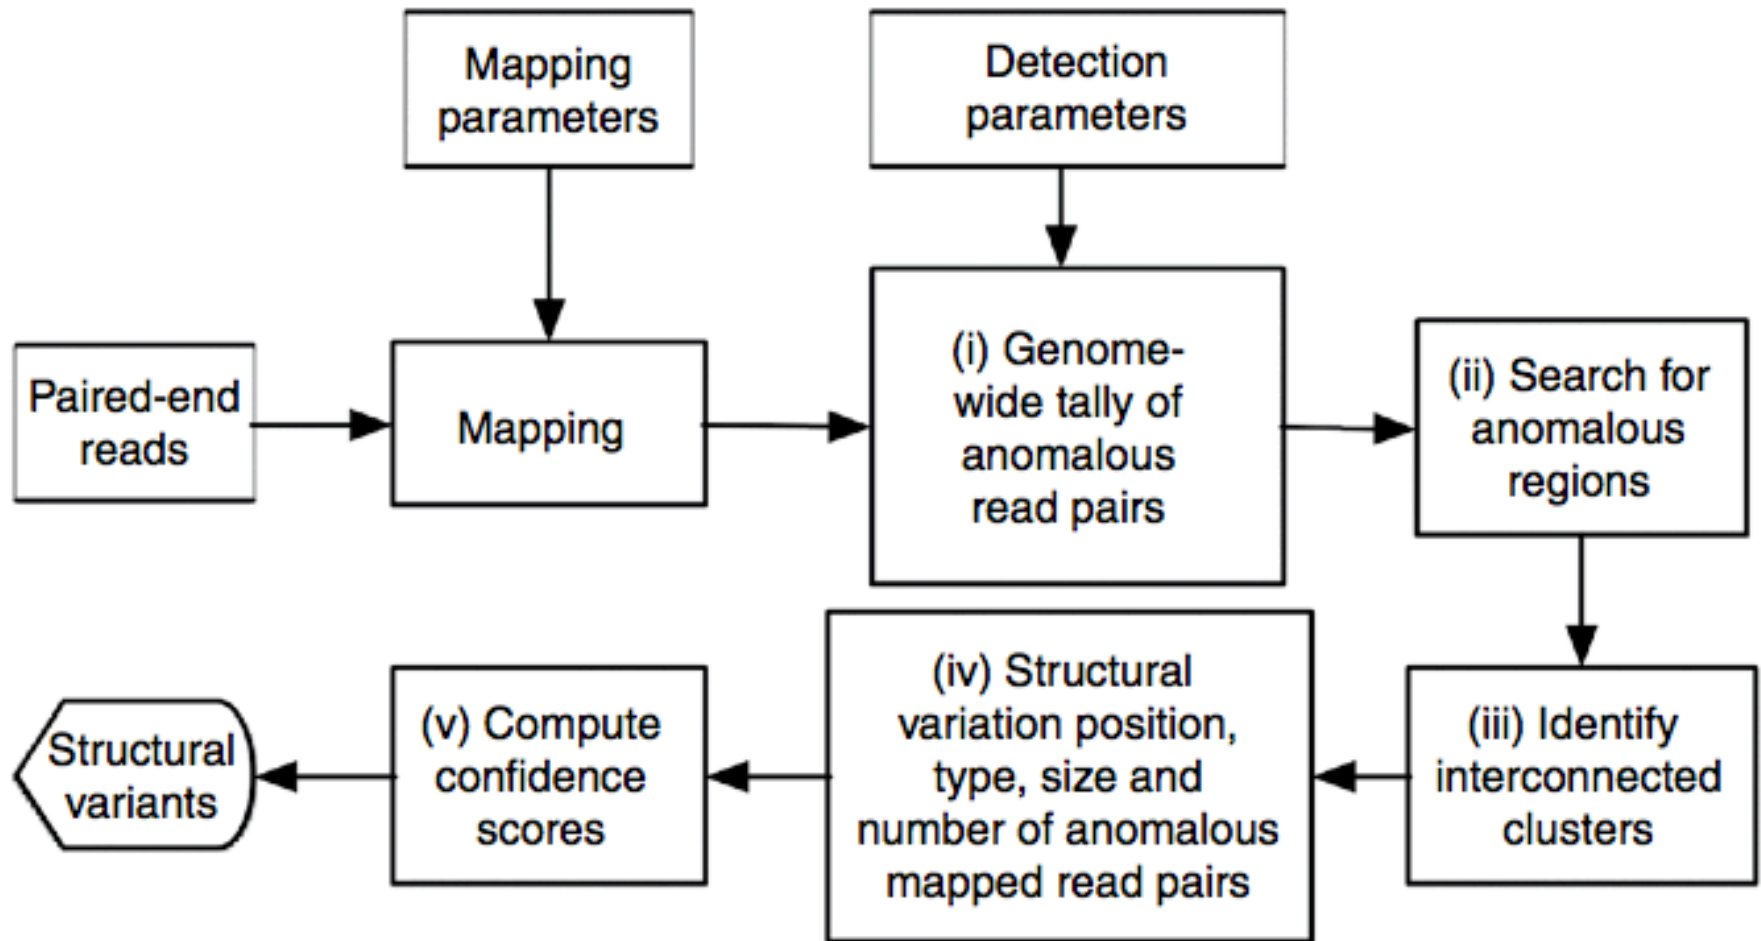 Mapping
parameters
Detection
parameters
Paired-end
reads
Mapping
(i) Genome-
wide tally of
anomalous
read pairs
(ii) Search for
anomalous
regions
(iii) Identify
interconnected
clusters
(iv) Structural
variation position,
type, size and
number of anomalous
mapped read pairs
(v) Compute
confidence
scores
Structural
variants